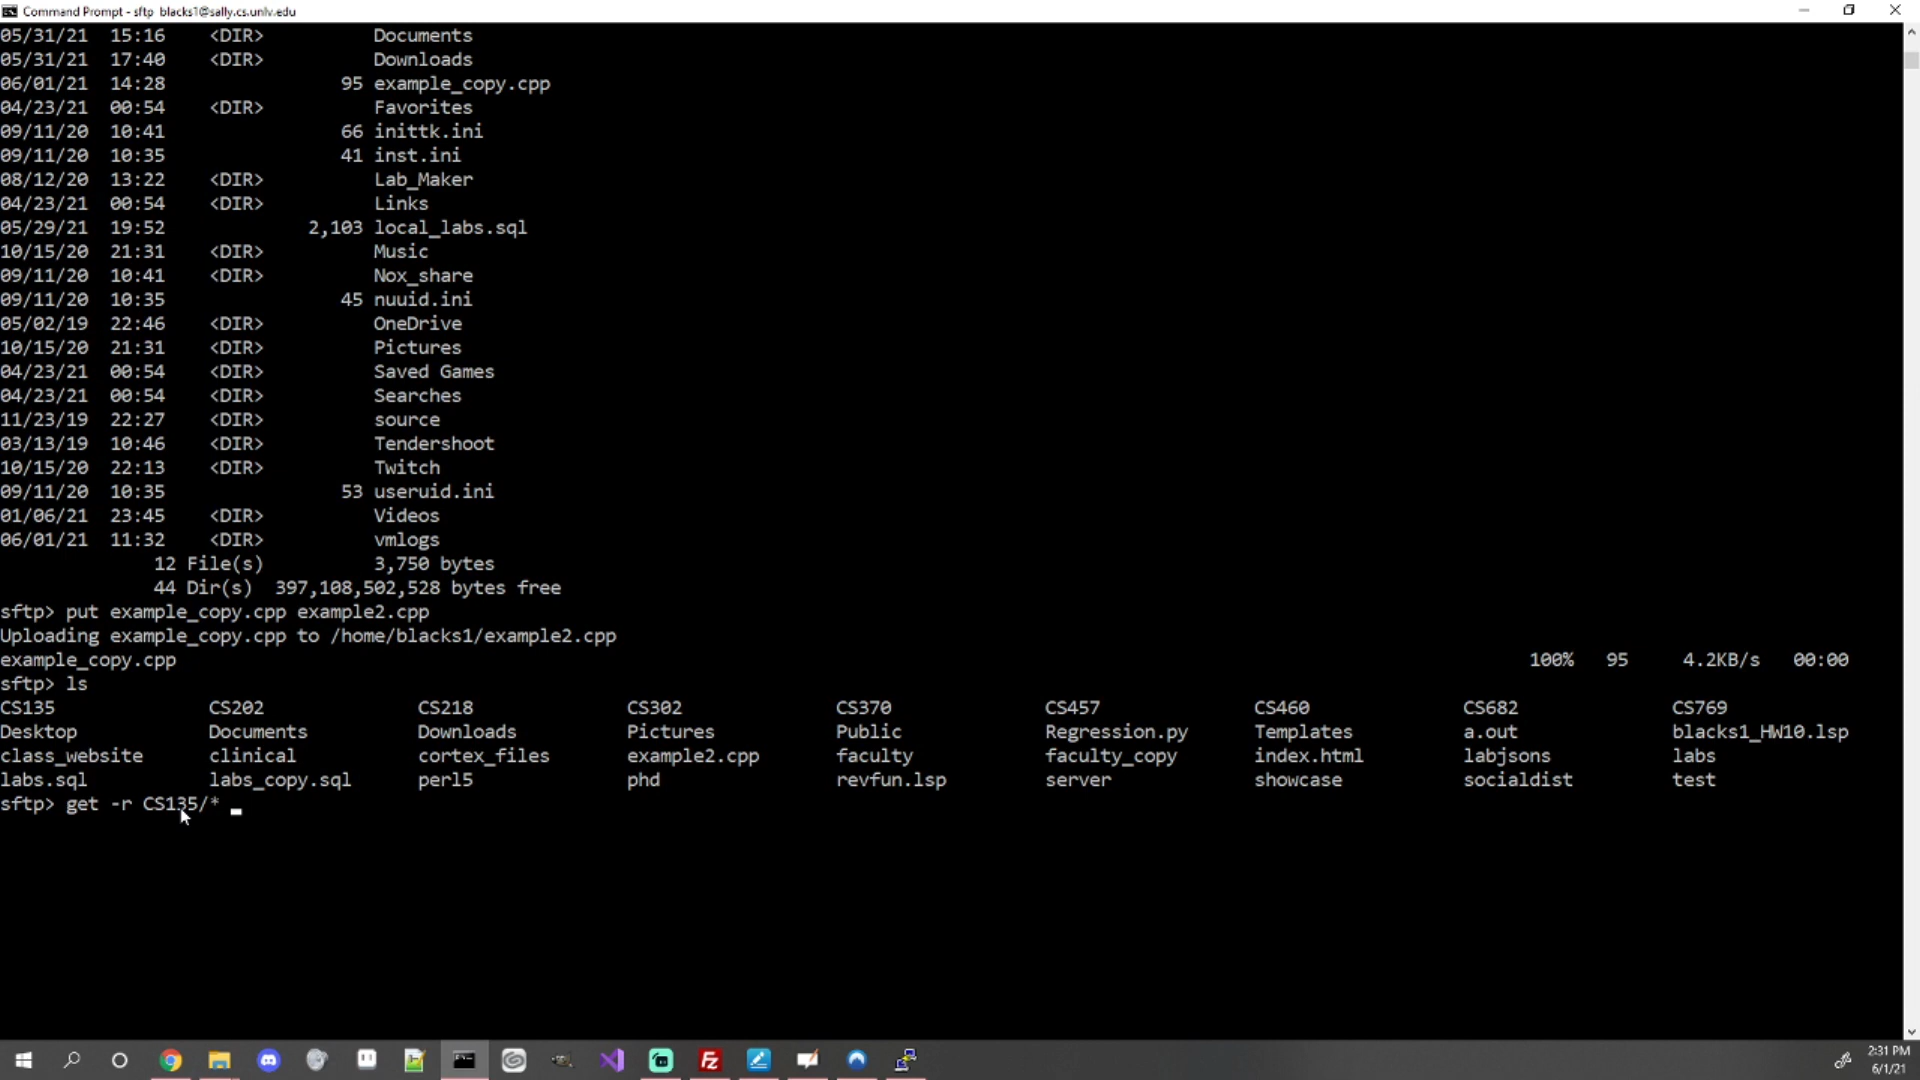 Command Prompt - sftp blacks1@sally.cs.unlv.edu
05/31/21  15:16    <DIR>          Documents
05/31/21  17:40    <DIR>          Downloads
06/01/21  14:28                95 example_copy.cpp
04/23/21  00:54    <DIR>          Favorites
09/11/20  10:41                66 inittk.ini
09/11/20  10:35                41 inst.ini
08/12/20  13:22    <DIR>          Lab_Maker
04/23/21  00:54    <DIR>          Links
05/29/21  19:52             2,103 local_labs.sql
10/15/20  21:31    <DIR>          Music
09/11/20  10:41    <DIR>          Nox_share
09/11/20  10:35                45 nuuid.ini
05/02/19  22:46    <DIR>          OneDrive
10/15/20  21:31    <DIR>          Pictures
04/23/21  00:54    <DIR>          Saved Games
04/23/21  00:54    <DIR>          Searches
11/23/19  22:27    <DIR>          source
03/13/19  10:46    <DIR>          Tendershoot
10/15/20  22:13    <DIR>          Twitch
09/11/20  10:35                53 useruid.ini
01/06/21  23:45    <DIR>          Videos
06/01/21  11:32    <DIR>          vmlogs
12 File(s)          3,750 bytes
44 Dir(s)  397,108,502,528 bytes free
sftp> put example_copy.cpp example2.cpp
Uploading example_copy.cpp to /home/blacks1/example2.cpp
example_copy.cpp 100% 95 4.2KB/s 00:00
sftp> ls
CS135 CS202 CS218 CS302 CS370 CS457 CS460 CS682 CS769
Desktop Documents Downloads Pictures Public Regression.py Templates a.out blacks1_HW10.lsp
class_website clinical cortex_files example2.cpp faculty faculty_copy index.html labjsons labs
labs.sql labs_copy.sql perl5 phd revfun.lsp server showcase socialdist test
sftp> get -r CS135/* _
2:31 PM
6/1/21